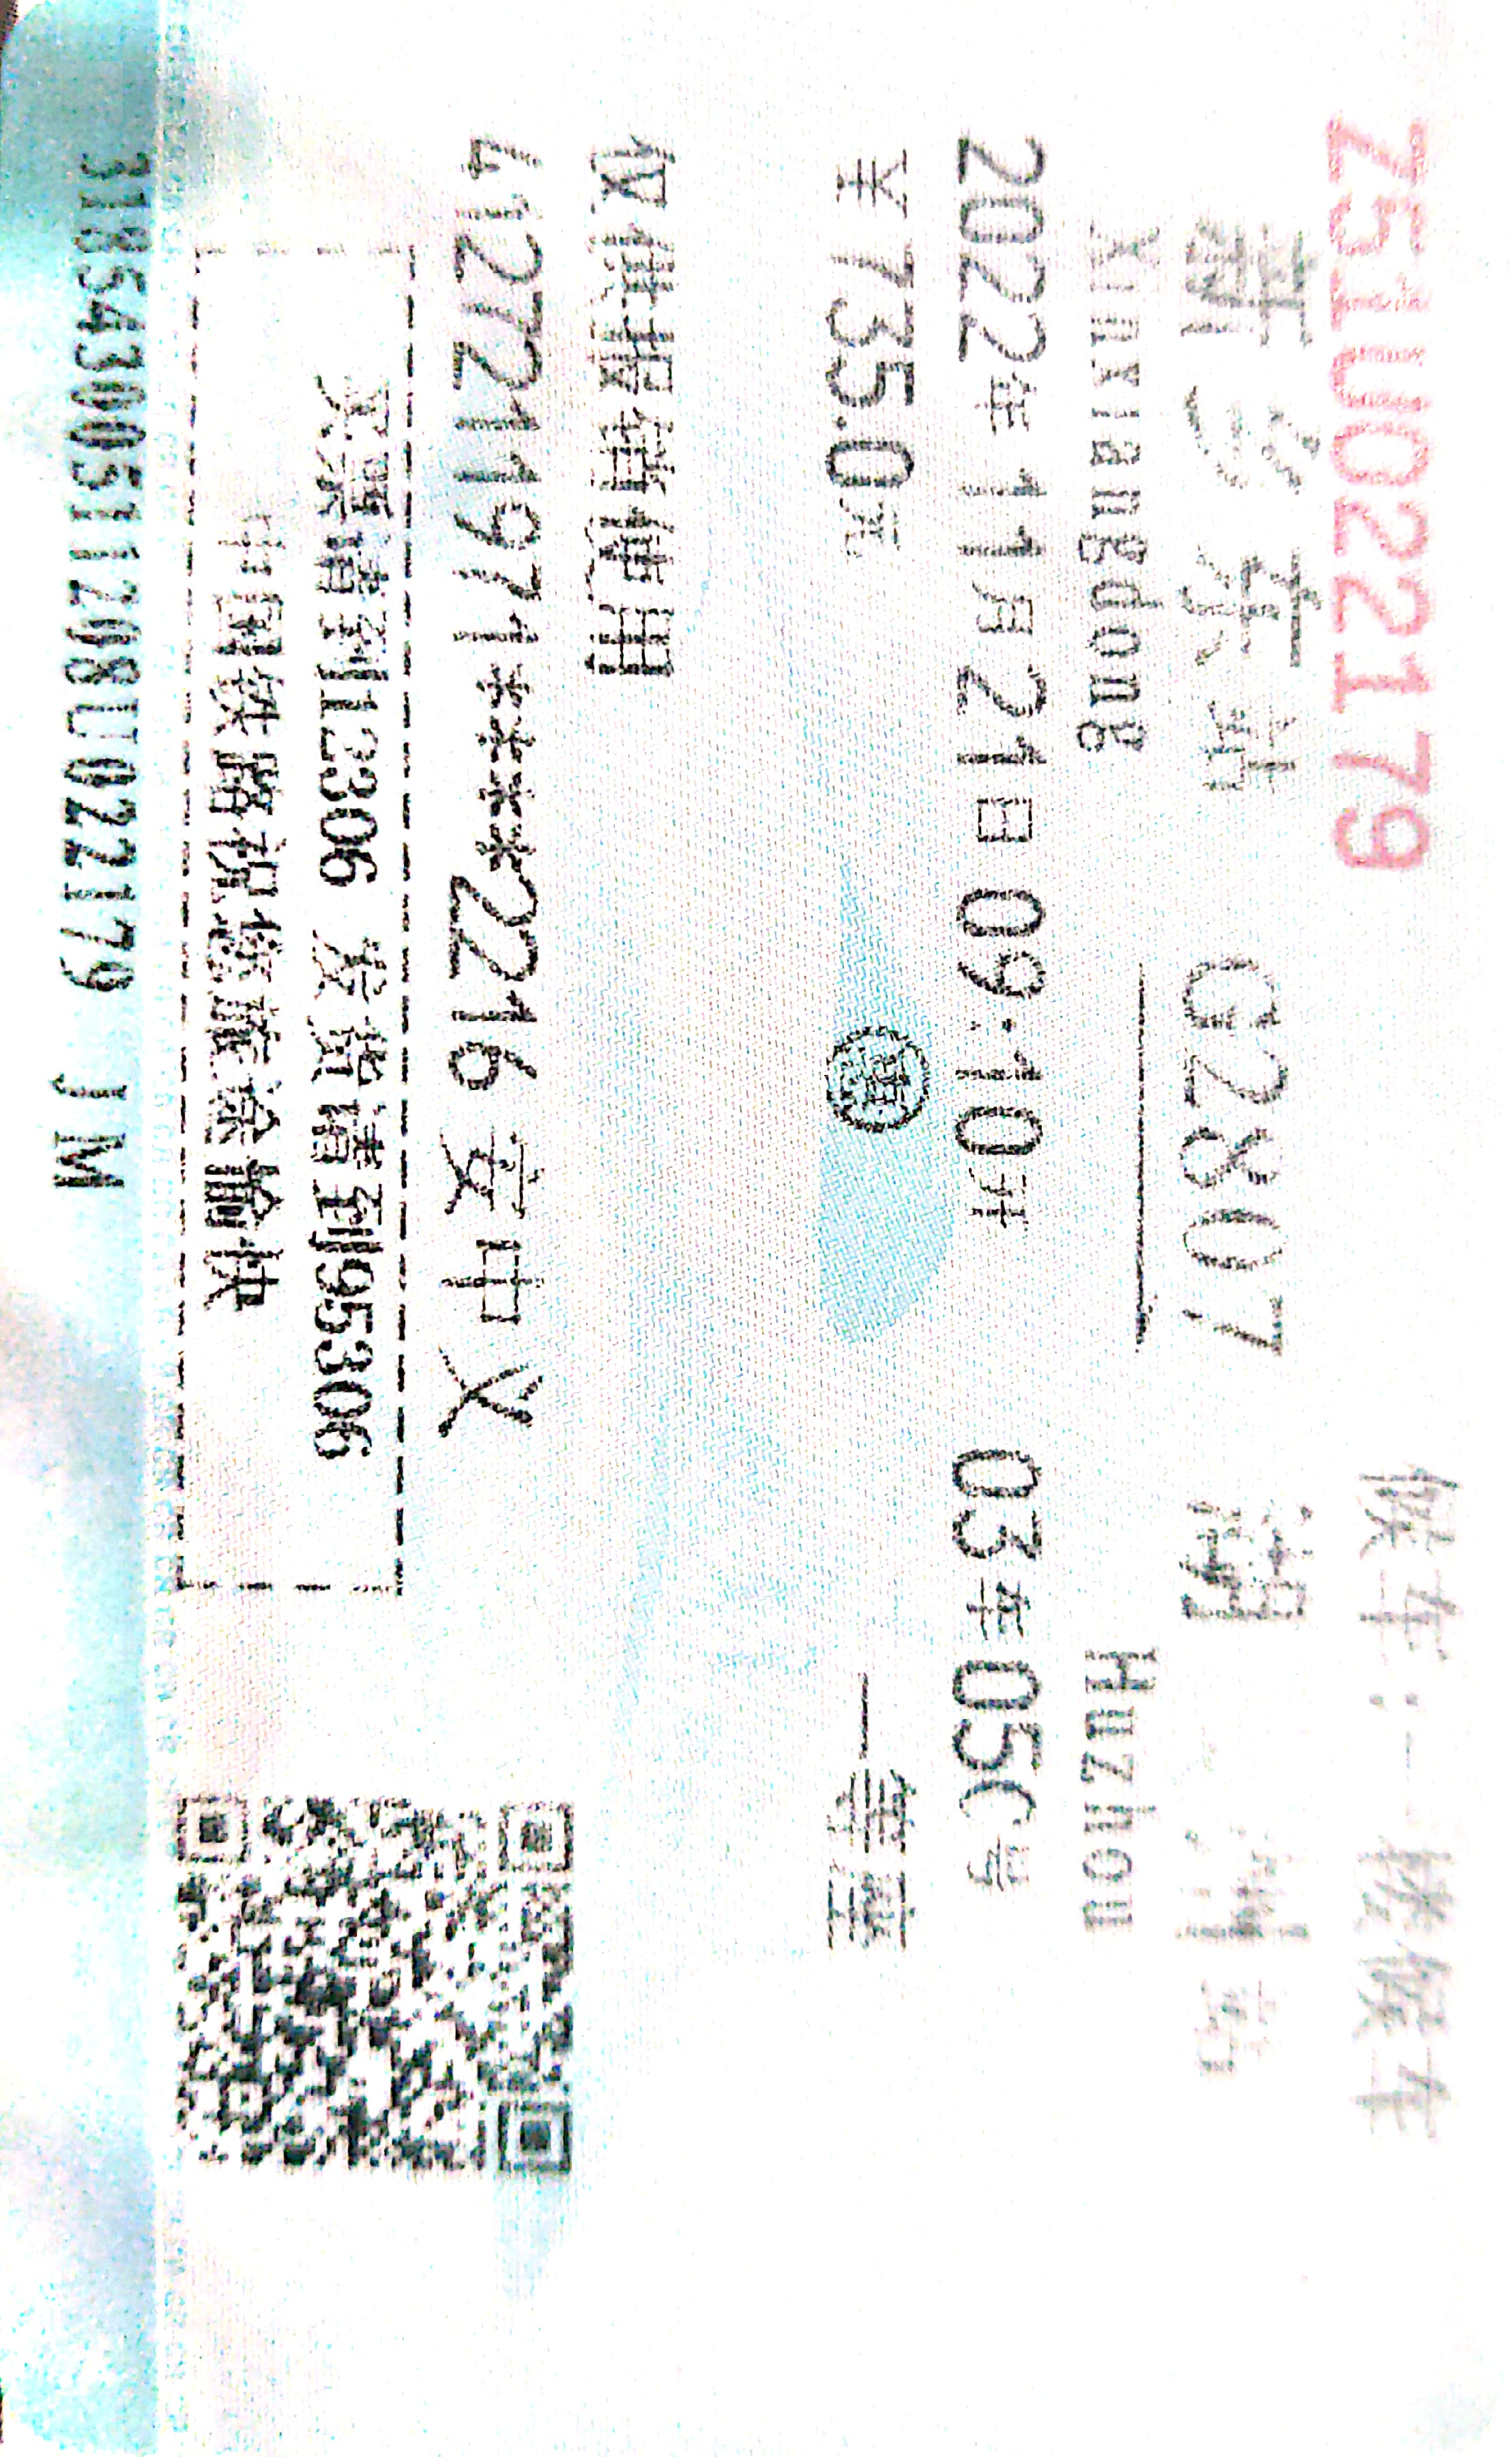 Z51U022179 候车:一楼候车
新乡东站 G2807 湖州站
Xinxiangdong Huzhou
2022年11月21日09:10开 03车05C号
¥735.0元 一等座
仅供报销使用
4127211971****2216 安中义
买票请到12306 发货请到95306
中国铁路祝您旅途愉快
31854300511208U022179 JM